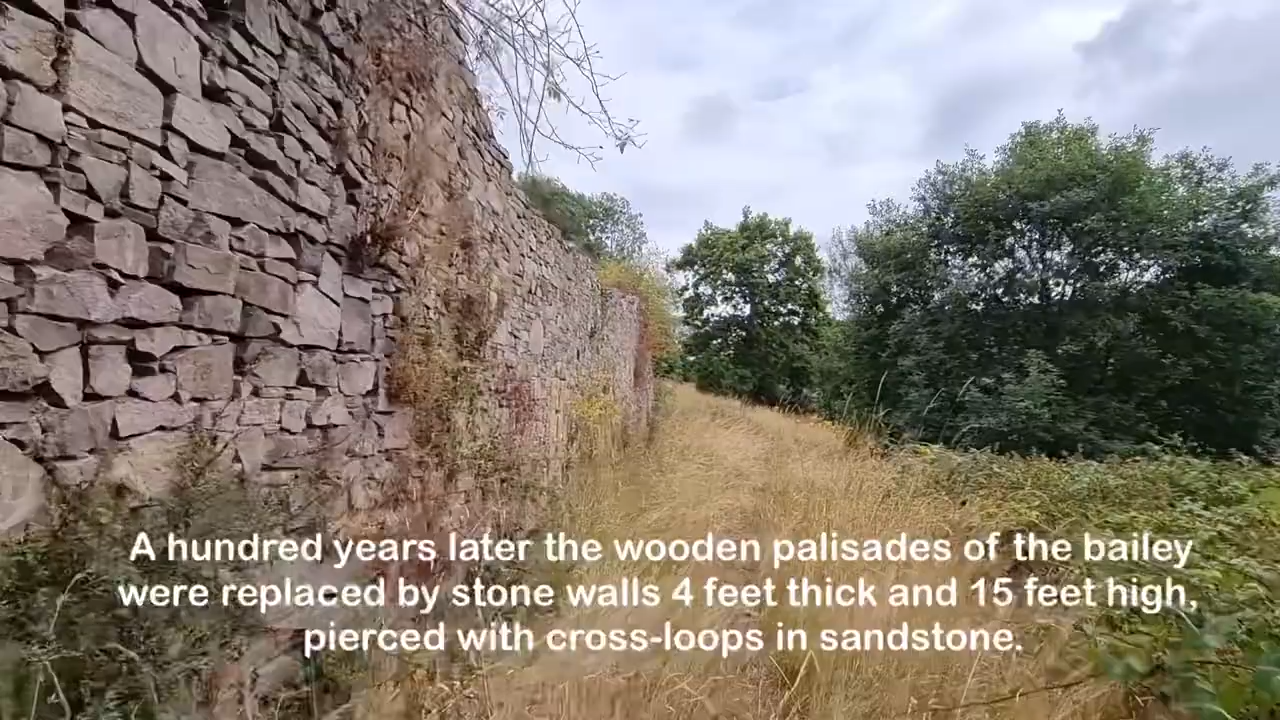 A hundred years later the wooden palisades of the bailey
were replaced by stone walls 4 feet thick and 15 feet high,
pierced with cross-loops in sandstone.